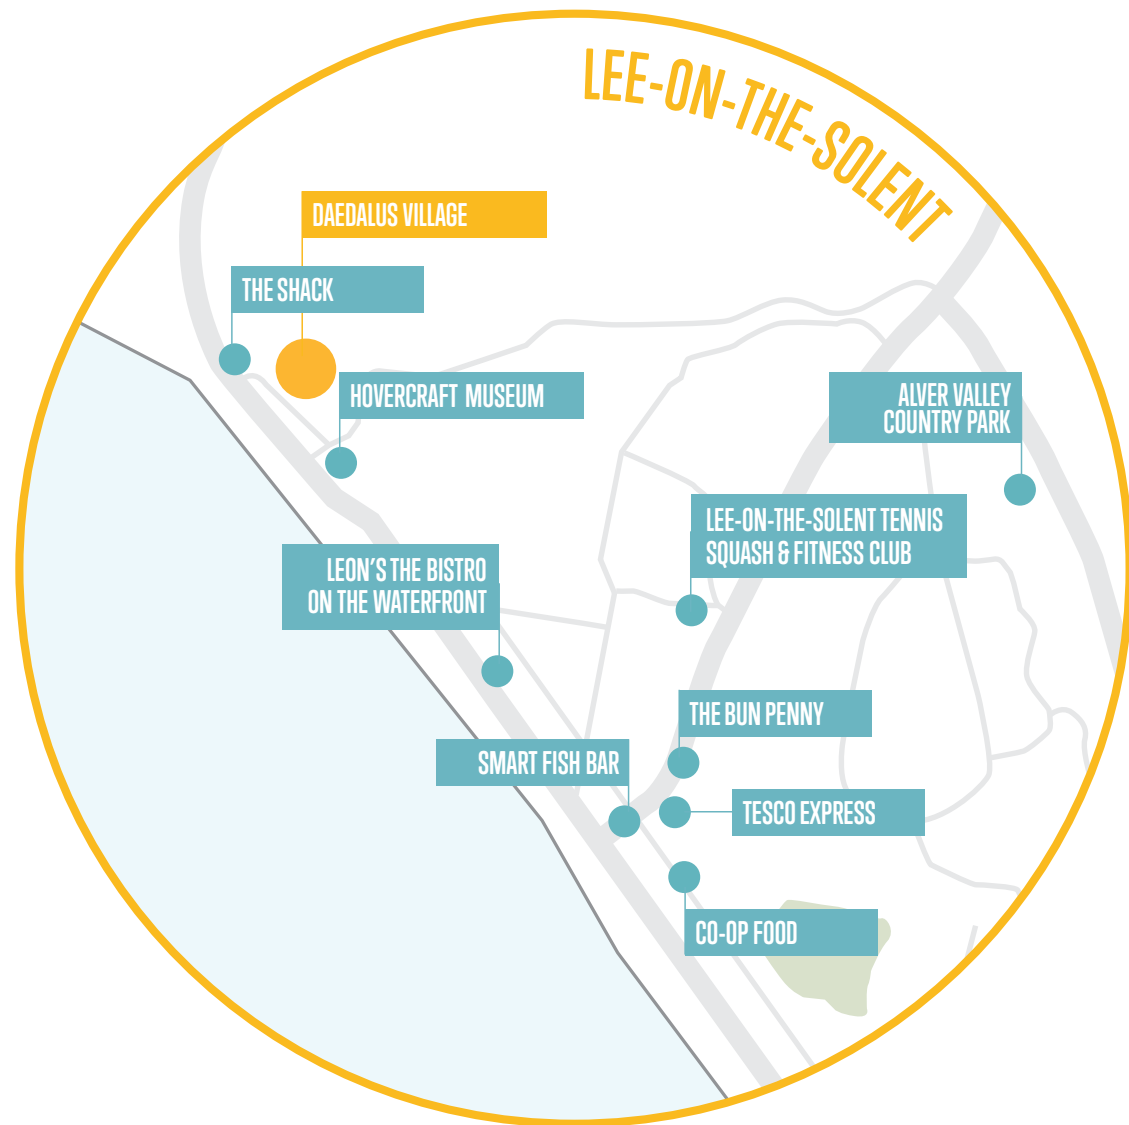 LEE-ON-THE-SOLENT
DAEDALUS VILLAGE
THE SHACK
HOVERCRAFT MUSEUM
ALVER VALLEY
COUNTRY PARK
LEE-ON-THE-SOLENT TENNIS
SQUASH & FITNESS CLUB
LEON'S THE BISTRO
ON THE WATERFRONT
THE BUN PENNY
SMART FISH BAR
TESCO EXPRESS
CO-OP FOOD